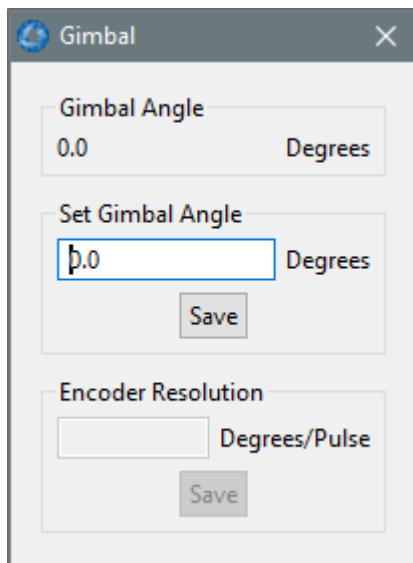 Gimbal
Gimbal Angle
0.0 Degrees
Set Gimbal Angle
0.0 Degrees
Save
Encoder Resolution
Degrees/Pulse
Save